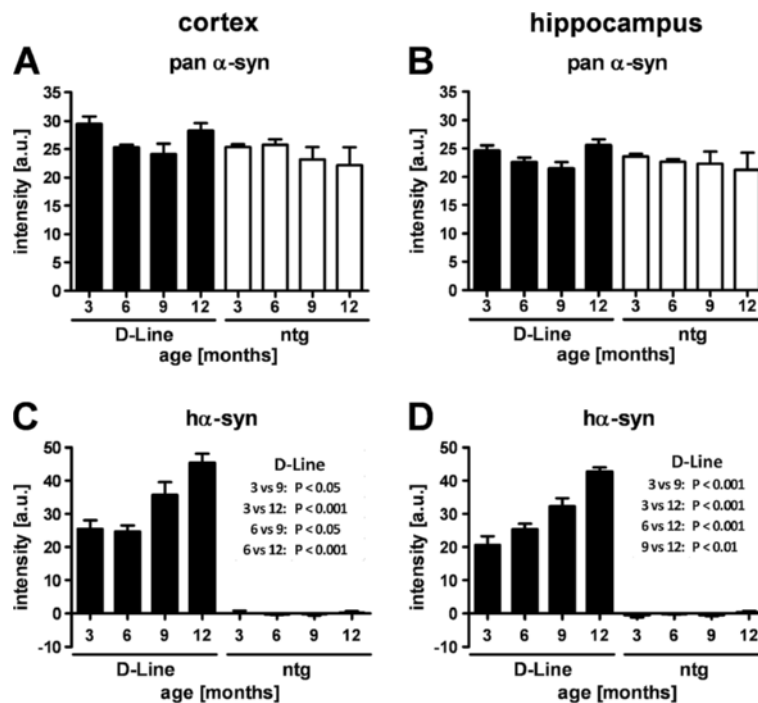 cortex
hippocampus
A
pan α-syn
intensity [a.u.]
35
30
25
20
15
10
5
0
3 6 9 12 3 6 9 12
D-Line ntg
age [months]
B
pan α-syn
intensity [a.u.]
35
30
25
20
15
10
5
0
3 6 9 12 3 6 9 12
D-Line ntg
age [months]
C
hα-syn
intensity [a.u.]
50
40
30
20
10
0
-10
D-Line
3 vs 9: P < 0.05
3 vs 12: P < 0.001
6 vs 9: P < 0.05
6 vs 12: P < 0.001
3 6 9 12 3 6 9 12
D-Line ntg
age [months]
D
hα-syn
intensity [a.u.]
50
40
30
20
10
0
-10
D-Line
3 vs 9: P < 0.001
3 vs 12: P < 0.001
6 vs 12: P < 0.001
9 vs 12: P < 0.01
3 6 9 12 3 6 9 12
D-Line ntg
age [months]